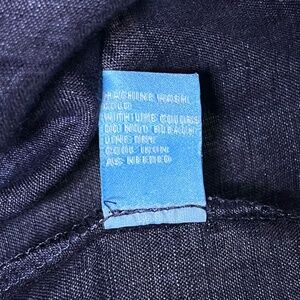 MACHINE WASH
COLD
WITH LIKE COLORS
DO NOT BLEACH
LINE DRY
COOL IRON
AS NEEDED